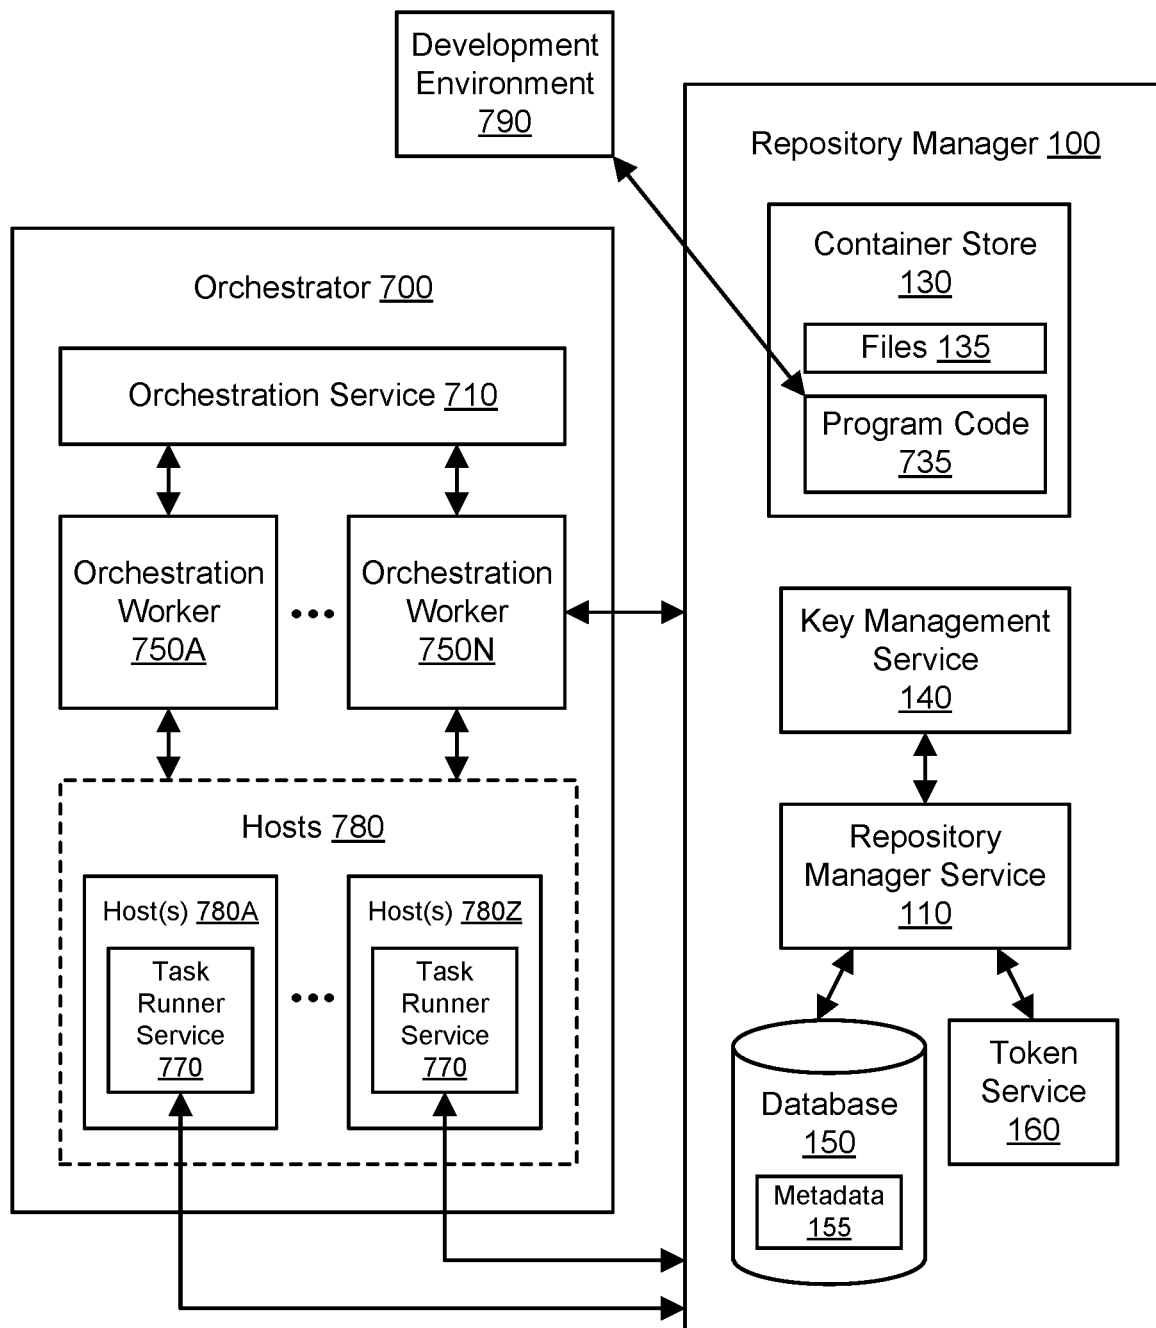 Development
Environment
790
Repository Manager 100
Container Store
130
Files 135
Program Code
735
Orchestrator 700
Orchestration Service 710
Orchestration
Worker
750A
Orchestration
Worker
750N
Key Management
Service
140
Hosts 780
Host(s) 780A
Task
Runner
Service
770
Host(s) 780Z
Task
Runner
Service
770
Repository
Manager Service
110
Database
150
Metadata
155
Token
Service
160